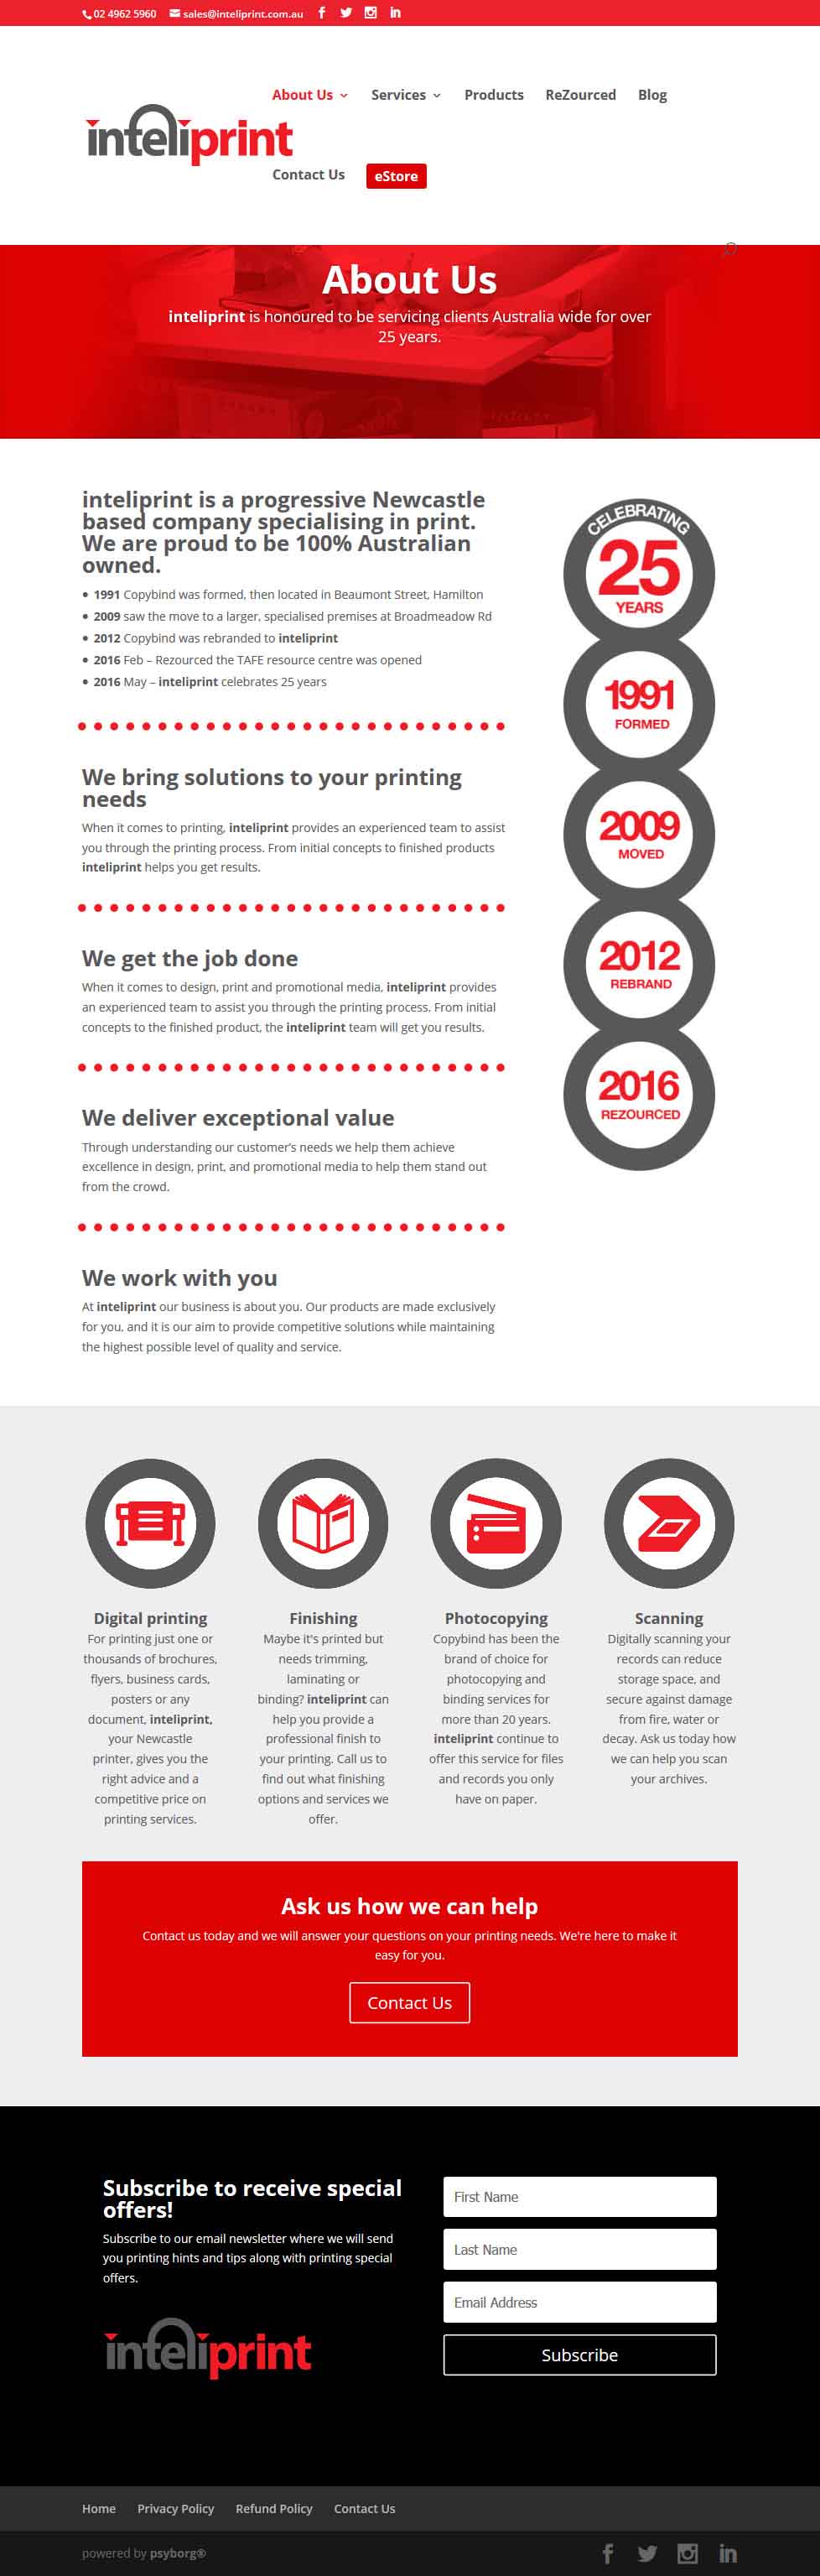 02 4962 5960 sales@inteliprint.com.au
About Us Services Products ReZourced Blog
inteliprint
Contact Us eStore
About Us
inteliprint is honoured to be servicing clients Australia wide for over
25 years.
inteliprint is a progressive Newcastle
based company specialising in print.
We are proud to be 100% Australian
owned.
• 1991 Copybind was formed, then located in Beaumont Street, Hamilton
• 2009 saw the move to a larger, specialised premises at Broadmeadow Rd
• 2012 Copybind was rebranded to inteliprint
• 2016 Feb – Rezourced the TAFE resource centre was opened
• 2016 May – inteliprint celebrates 25 years
We bring solutions to your printing
needs
When it comes to printing, inteliprint provides an experienced team to assist
you through the printing process. From initial concepts to finished products
inteliprint helps you get results.
We get the job done
When it comes to design, print and promotional media, inteliprint provides
an experienced team to assist you through the printing process. From initial
concepts to the finished product, the inteliprint team will get you results.
We deliver exceptional value
Through understanding our customer's needs we help them achieve
excellence in design, print, and promotional media to help them stand out
from the crowd.
We work with you
At inteliprint our business is about you. Our products are made exclusively
for you, and it is our aim to provide competitive solutions while maintaining
the highest possible level of quality and service.
CELEBRATING
25
YEARS
1991
FORMED
2009
MOVED
2012
REBRAND
2016
REZOURCED
Digital printing
For printing just one or
thousands of brochures,
flyers, business cards,
posters or any
document, inteliprint,
your Newcastle
printer, gives you the
right advice and a
competitive price on
printing services.
Finishing
Maybe it's printed but
needs trimming,
laminating or
binding? inteliprint can
help you provide a
professional finish to
your printing. Call us to
find out what finishing
options and services we
offer.
Photocopying
Copybind has been the
brand of choice for
photocopying and
binding services for
more than 20 years.
inteliprint continue to
offer this service for files
and records you only
have on paper.
Scanning
Digitally scanning your
records can reduce
storage space, and
secure against damage
from fire, water or
decay. Ask us today how
we can help you scan
your archives.
Ask us how we can help
Contact us today and we will answer your questions on your printing needs. We're here to make it
easy for you.
Contact Us
Subscribe to receive special
offers!
Subscribe to our email newsletter where we will send
you printing hints and tips along with printing special
offers.
inteliprint
First Name
Last Name
Email Address
Subscribe
Home Privacy Policy Refund Policy Contact Us
powered by psyborg®